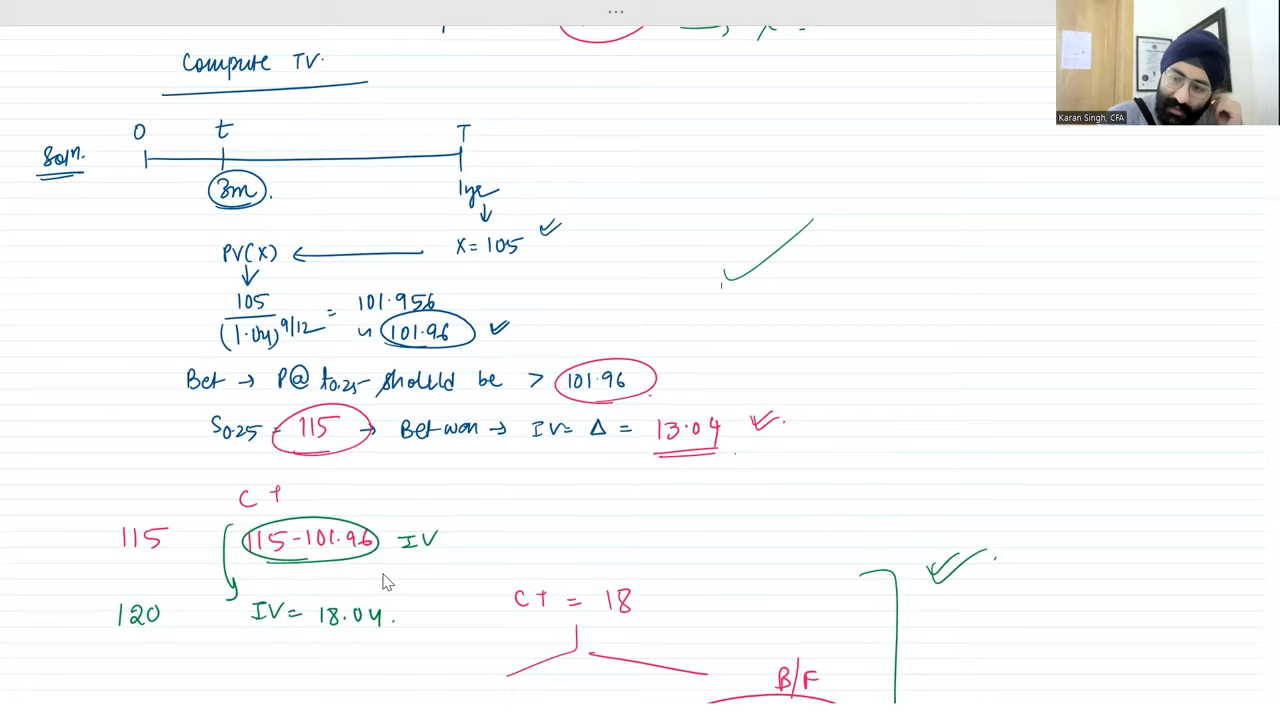 Compute TV.
0 t T
Soln.
3m. 1yr
X = 105
PV(X)
105 = 101.956
(1.04)^9/12 ~ 101.96
Bet → P@ t0.25 should be > 101.96
S0.25 = 115 → Bet won → IV = Δ = 13.04
C+
115 115-101.96 IV
120 IV = 18.04.
C+ = 18
B/F
Karan Singh, CFA